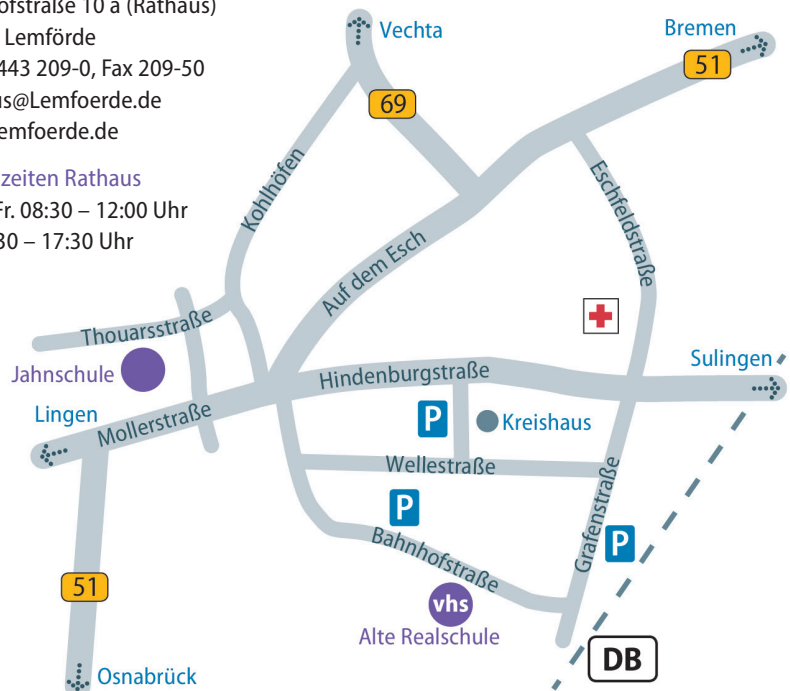 ofstraße 10 a (Rathaus)
Lemförde
443 209-0, Fax 209-50
us@Lemfoerde.de
emfoerde.de
zeiten Rathaus
Fr. 08:30 – 12:00 Uhr
30 – 17:30 Uhr
Vechta
Bremen
51
69
Kohlhöfen
Eschfeldstraße
Auf dem Esch
Thouarsstraße
Jahnschule
Sulingen
Hindenburgstraße
Lingen
Mollerstraße
P
Kreishaus
Wellestraße
P
Grafenstraße
P
Bahnhofstraße
51
vhs
Alte Realschule
DB
Osnabrück